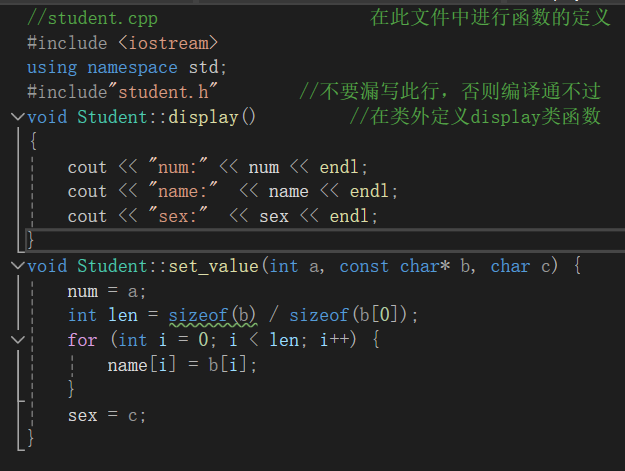 //student.cpp                     在此文件中进行函数的定义
#include <iostream>
using namespace std;
#include"student.h"        //不要漏写此行，否则编译通不过
void Student::display()         //在类外定义display类函数
{
    cout << "num:" << num << endl;
    cout << "name:"  << name << endl;
    cout << "sex:"  << sex << endl;
}
void Student::set_value(int a, const char* b, char c) {
    num = a;
    int len = sizeof(b) / sizeof(b[0]);
    for (int i = 0; i < len; i++) {
        name[i] = b[i];
    }
    sex = c;
}